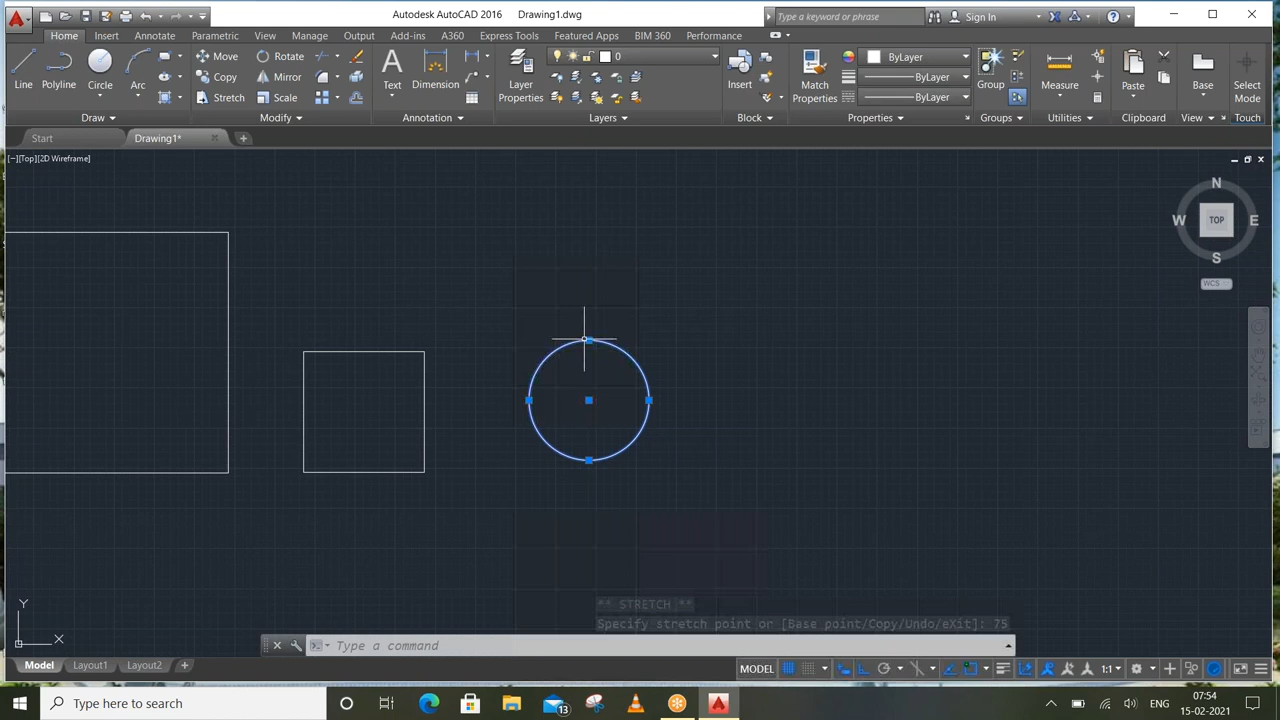 Autodesk AutoCAD 2016 Drawing1.dwg
Type a keyword or phrase
Sign In
Home Insert Annotate Parametric View Manage Output Add-ins A360 Express Tools Featured Apps BIM 360 Performance
Line
Polyline
Circle
Arc
Move
Copy
Stretch
Rotate
Mirror
Scale
Text
Dimension
Layer
Properties
0
Insert
Match
Properties
ByLayer
ByLayer
ByLayer
Group
Measure
Paste
Base
Select
Mode
Draw
Modify
Annotation
Layers
Block
Properties
Groups
Utilities
Clipboard
View
Touch
Start
Drawing1*
[−][Top][2D Wireframe]
N
W
TOP
E
S
WCS
Y
X
** STRETCH **
Specify stretch point or [Base point/Copy/Undo/eXit]: 75
Type a command
Model Layout1 Layout2
MODEL
1:1
Type here to search
13
ENG
07:54
15-02-2021